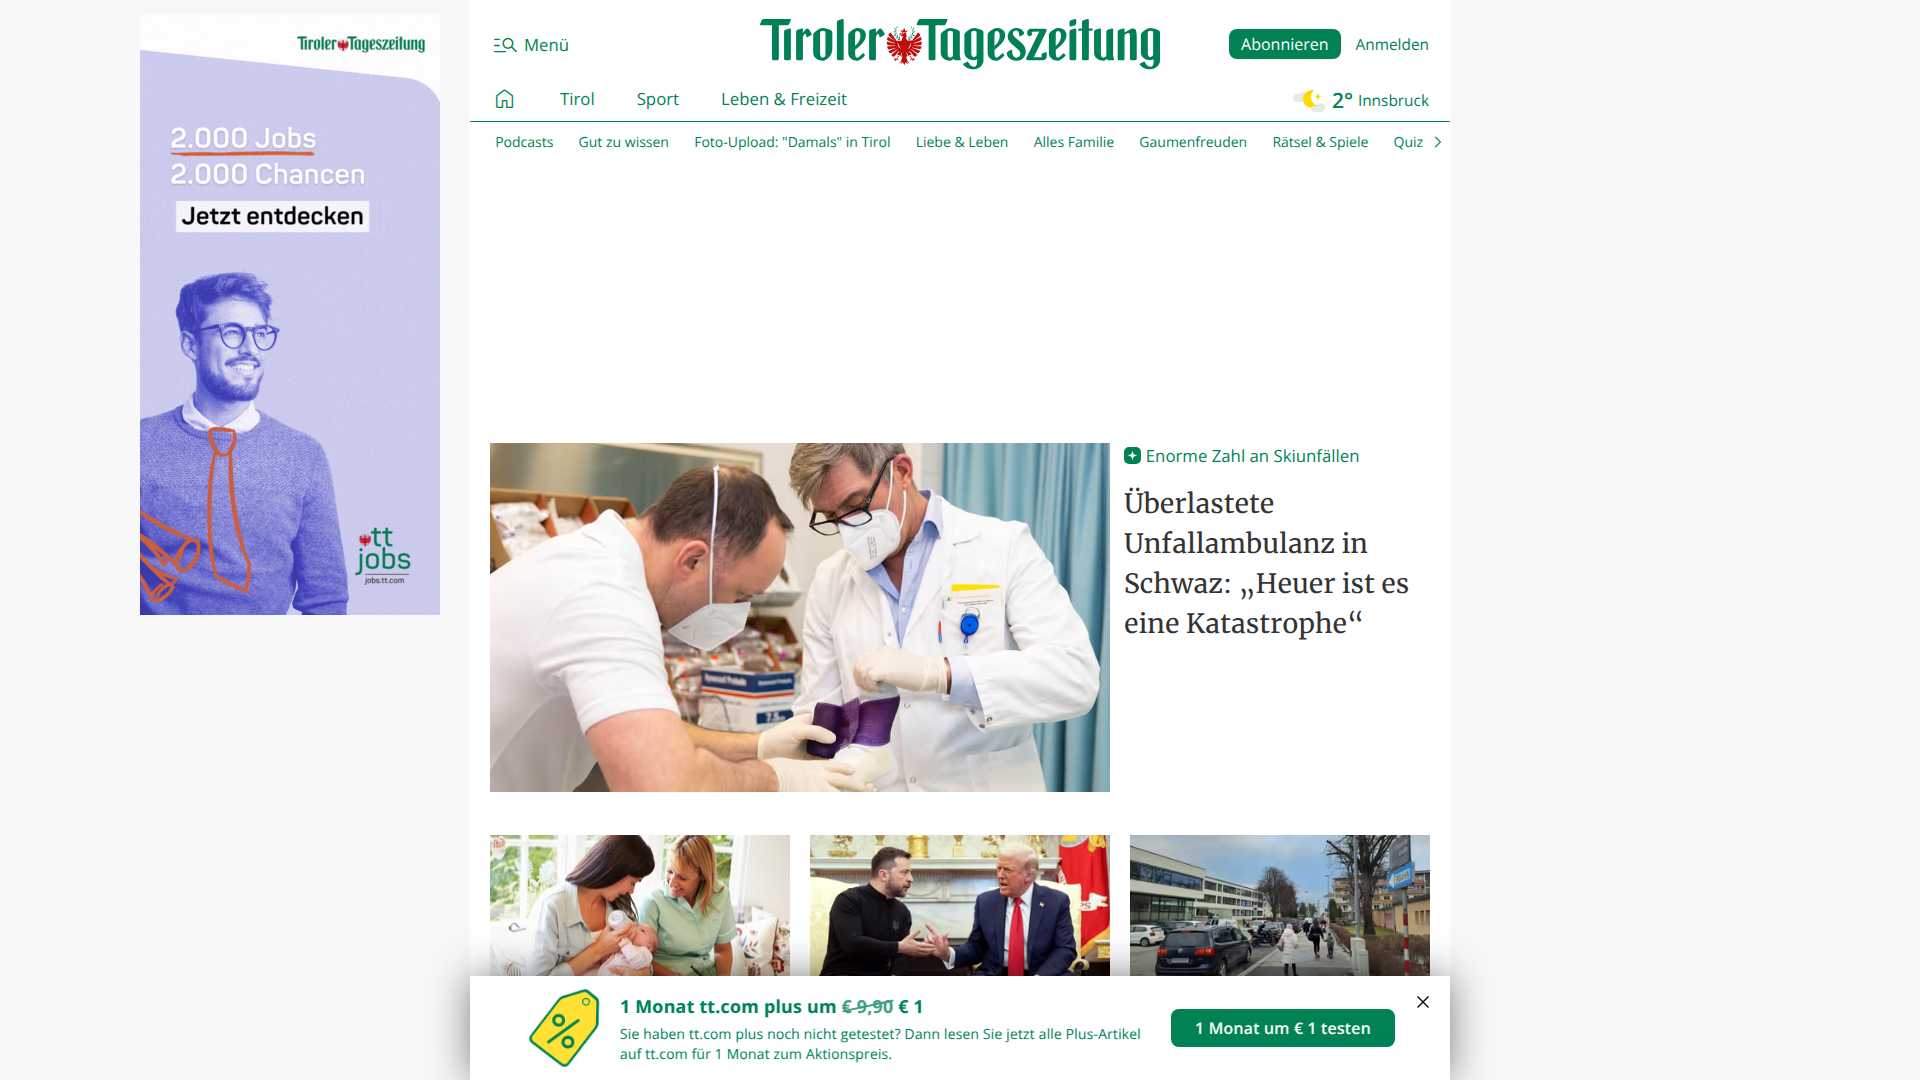 Tiroler Tageszeitung
2.000 Jobs
2.000 Chancen
Jetzt entdecken
tt
jobs
jobs.tt.com
Menü
Tiroler Tageszeitung
Abonnieren
Anmelden
Tirol
Sport
Leben & Freizeit
2° Innsbruck
Podcasts
Gut zu wissen
Foto-Upload: "Damals" in Tirol
Liebe & Leben
Alles Familie
Gaumenfreuden
Rätsel & Spiele
Quiz
Enorme Zahl an Skiunfällen
Überlastete
Unfallambulanz in
Schwaz: „Heuer ist es
eine Katastrophe“
1 Monat tt.com plus um € 9,90 € 1
Sie haben tt.com plus noch nicht getestet? Dann lesen Sie jetzt alle Plus-Artikel
auf tt.com für 1 Monat zum Aktionspreis.
1 Monat um € 1 testen